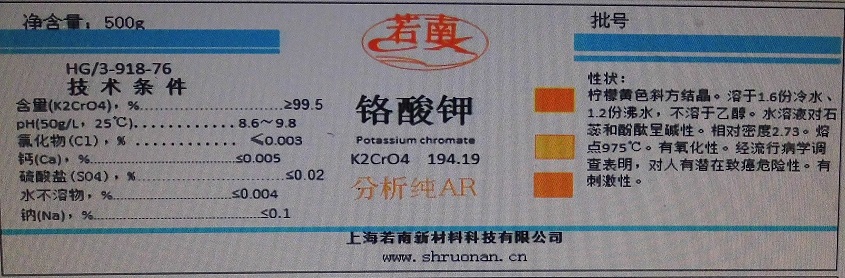 净含量：500g
HG/3-918-76
技术条件
含量(K2CrO4)，%................≥99.5
pH(50g/L，25℃)............8.6～9.8
氯化物(Cl)，%................≤0.003
钙(Ca)，%................≤0.005
硫酸盐(SO4)，%................≤0.02
水不溶物，%................≤0.004
钠(Na)，%................≤0.1
若南
铬酸钾
Potassium chromate
K2CrO4 194.19
分析纯AR
上海若南新材料科技有限公司
www.shruonan.cn
批号
性状：
柠檬黄色斜方结晶。溶于1.6份冷水、
1.2份沸水，不溶于乙醇。水溶液对石
蕊和酚酞呈碱性。相对密度2.73。熔
点975℃。有氧化性。经流行病学调
查表明，对人有潜在致癌危险性。有
刺激性。